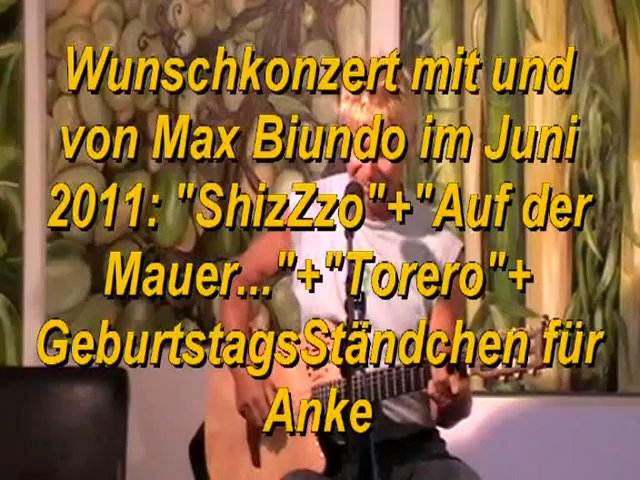 Wunschkonzert mit und
von Max Biundo im Juni
2011: "ShizZzo"+"Auf der
Mauer..."+"Torero"+
GeburtstagsStändchen für
Anke